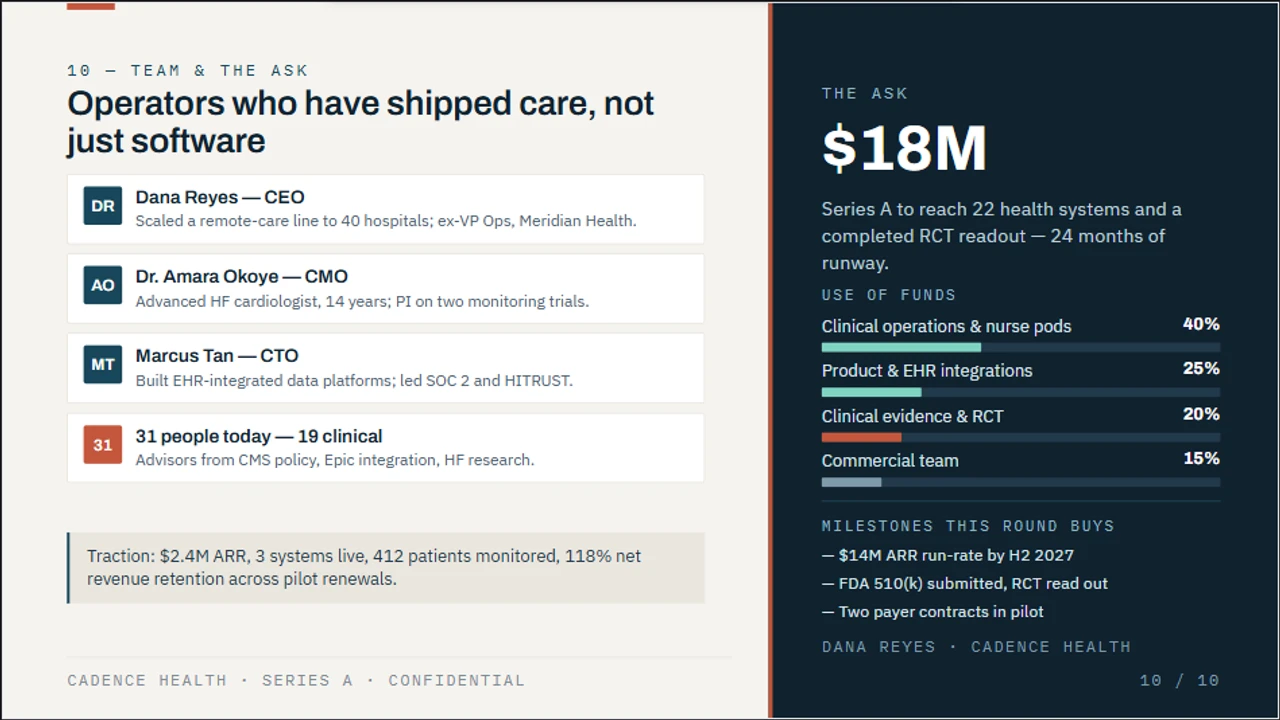 10 — TEAM & THE ASK
Operators who have shipped care, not
just software
DR
Dana Reyes — CEO
Scaled a remote-care line to 40 hospitals; ex-VP Ops, Meridian Health.
AO
Dr. Amara Okoye — CMO
Advanced HF cardiologist, 14 years; PI on two monitoring trials.
MT
Marcus Tan — CTO
Built EHR-integrated data platforms; led SOC 2 and HITRUST.
31
31 people today — 19 clinical
Advisors from CMS policy, Epic integration, HF research.
Traction: $2.4M ARR, 3 systems live, 412 patients monitored, 118% net
revenue retention across pilot renewals.
CADENCE HEALTH · SERIES A · CONFIDENTIAL
THE ASK
$18M
Series A to reach 22 health systems and a
completed RCT readout — 24 months of
runway.
USE OF FUNDS
Clinical operations & nurse pods 40%
Product & EHR integrations 25%
Clinical evidence & RCT 20%
Commercial team 15%
MILESTONES THIS ROUND BUYS
— $14M ARR run-rate by H2 2027
— FDA 510(k) submitted, RCT read out
— Two payer contracts in pilot
DANA REYES · CADENCE HEALTH
10 / 10